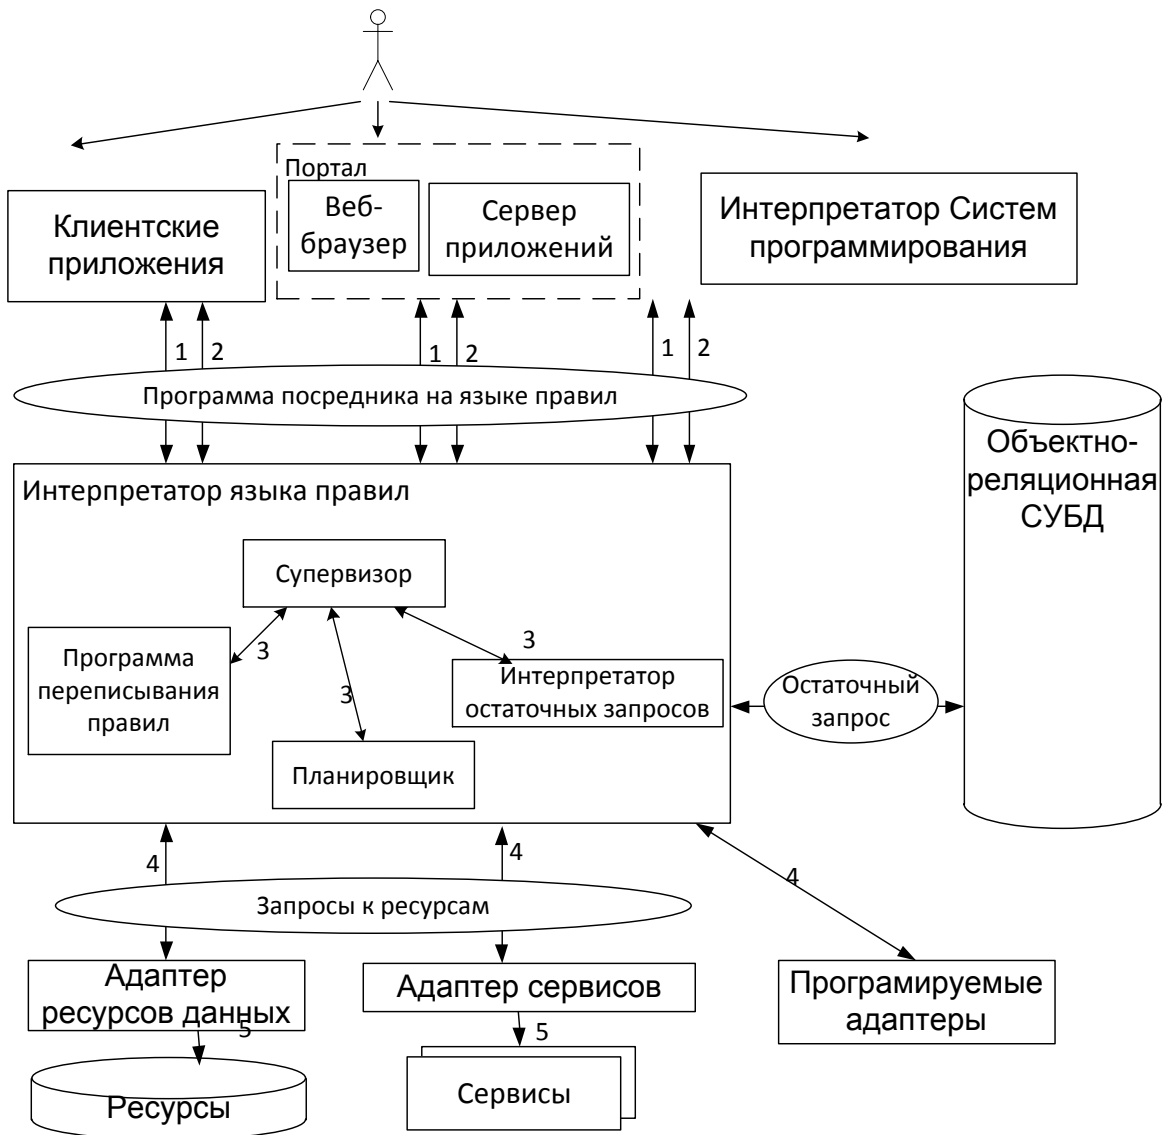 Портал
Веб-
браузер
Сервер
приложений
Клиентские
приложения
Интерпретатор Систем
программирования
1
2
1
2
1
2
Программа посредника на языке правил
Объектно-
реляционная
СУБД
Интерпретатор языка правил
Супервизор
3
3
3
Программа
переписывания
правил
Интерпретатор
остаточных запросов
Планировщик
Остаточный
запрос
4
4
4
Запросы к ресурсам
Адаптер
ресурсов данных
Адаптер сервисов
Програмируемые
адаптеры
5
5
Ресурсы
Сервисы